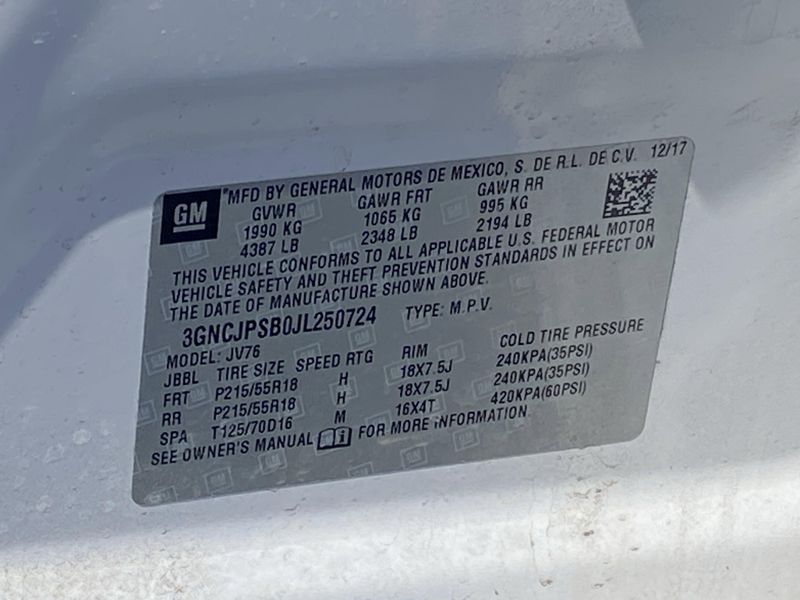 GM
"MFD BY GENERAL MOTORS DE MEXICO, S. DE R.L. DE C.V. 12/17
GVWR GAWR FRT GAWR RR
1990 KG 1065 KG 995 KG
4387 LB 2348 LB 2194 LB
THIS VEHICLE CONFORMS TO ALL APPLICABLE U.S. FEDERAL MOTOR
VEHICLE SAFETY AND THEFT PREVENTION STANDARDS IN EFFECT ON
THE DATE OF MANUFACTURE SHOWN ABOVE.
3GNCJPSB0JL250724 TYPE: M.P.V.
MODEL: JV76
JBBL TIRE SIZE SPEED RTG RIM COLD TIRE PRESSURE
FRT P215/55R18 H 18X7.5J 240KPA(35PSI)
RR P215/55R18 H 18X7.5J 240KPA(35PSI)
SPA T125/70D16 M 16X4T 420KPA(60PSI)
SEE OWNER'S MANUAL FOR MORE INFORMATION.